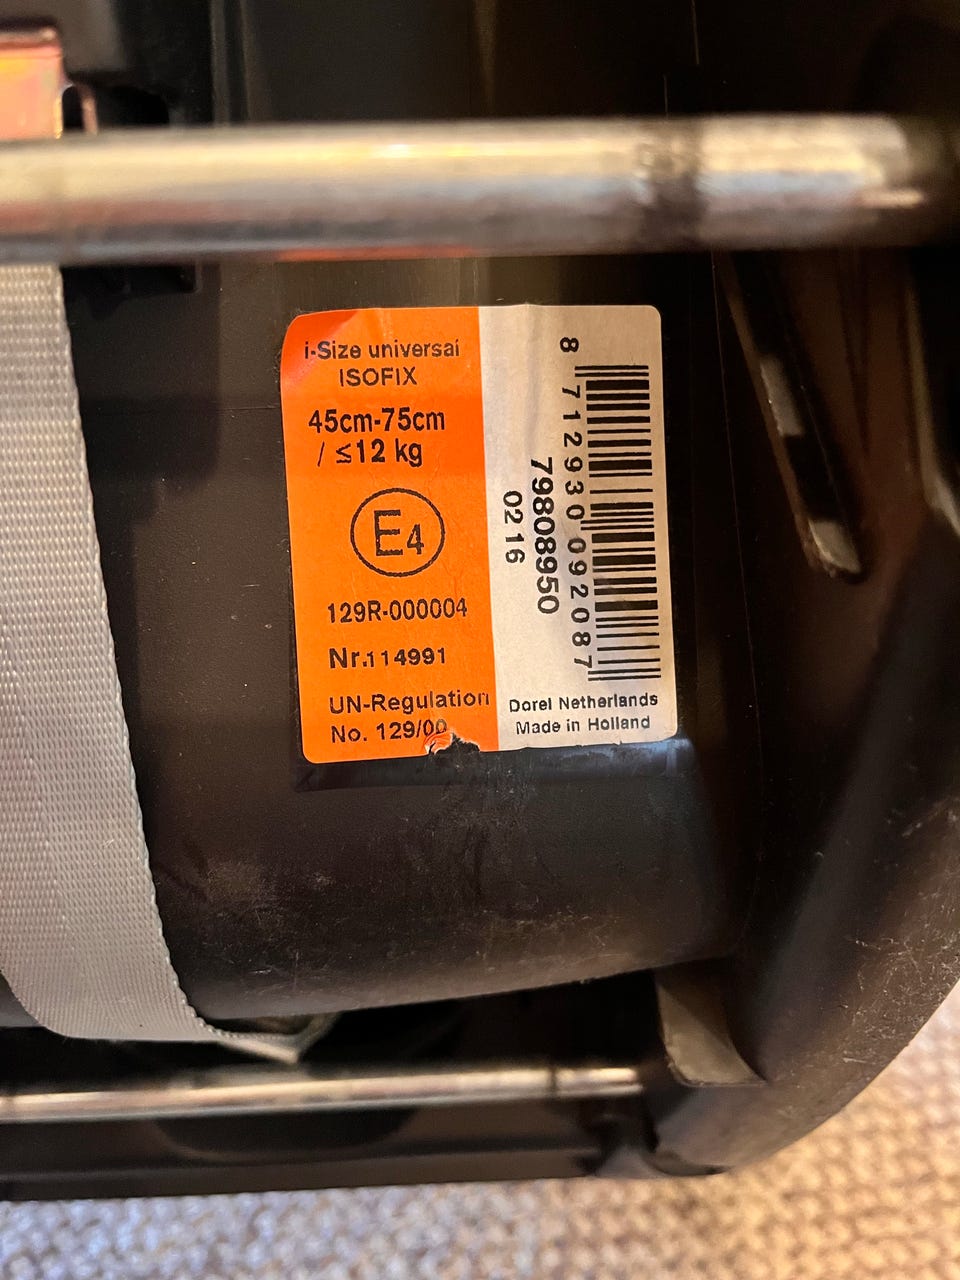 i-Size universal
ISOFIX
45cm-75cm
/ ≤12 kg
E4
129R-000004
Nr.114991
UN-Regulation
No. 129/00
8 712930 092087
79808950
0216
Dorel Netherlands
Made in Holland